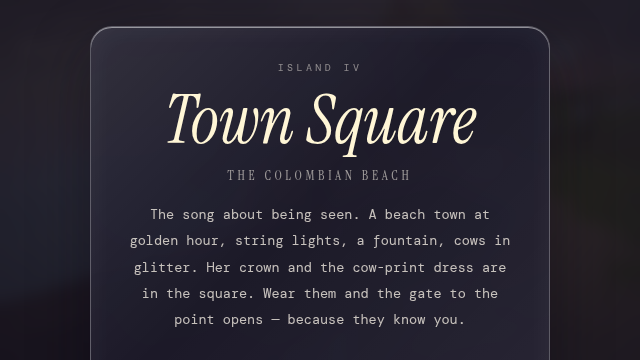 ISLAND IV
Town Square
THE COLOMBIAN BEACH
The song about being seen. A beach town at
golden hour, string lights, a fountain, cows in
glitter. Her crown and the cow-print dress are
in the square. Wear them and the gate to the
point opens — because they know you.